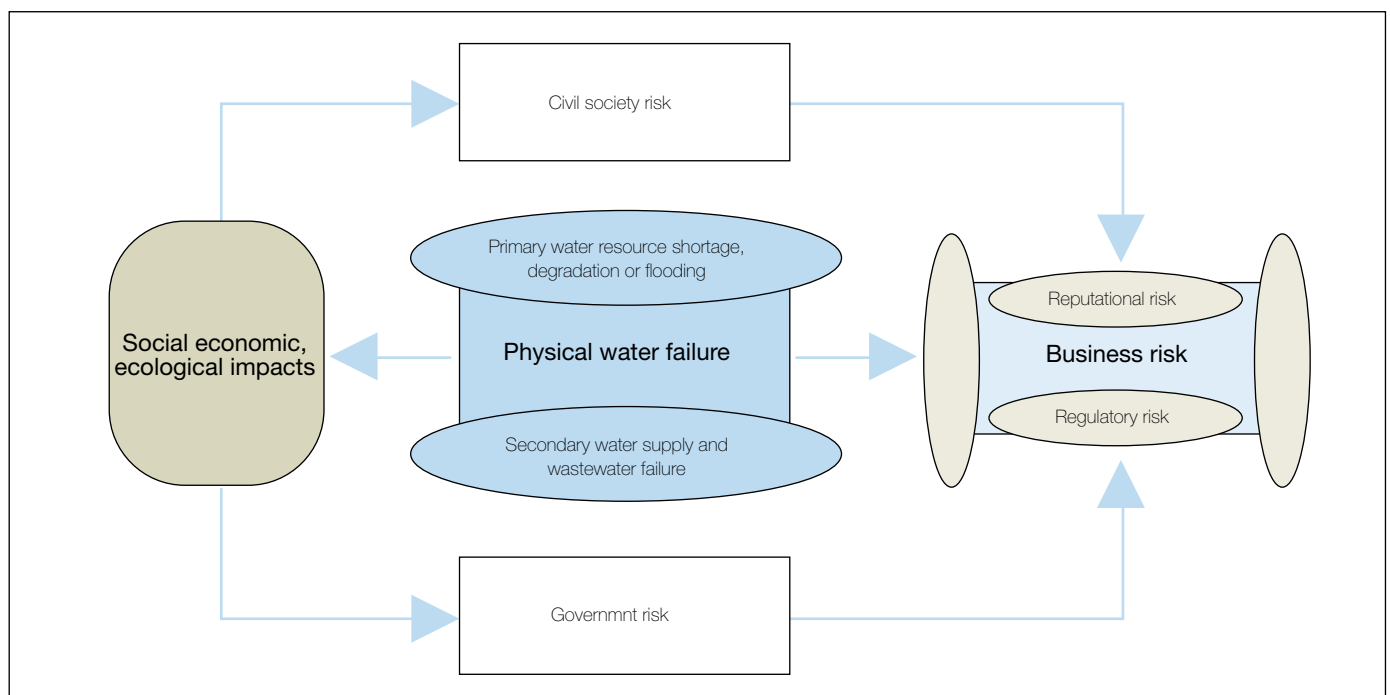 Civil society risk
Primary water resource shortage,
degradation or flooding
Reputational risk
Social economic,
ecological impacts
Physical water failure
Business risk
Regulatory risk
Secondary water supply and
wastewater failure
Governmnt risk